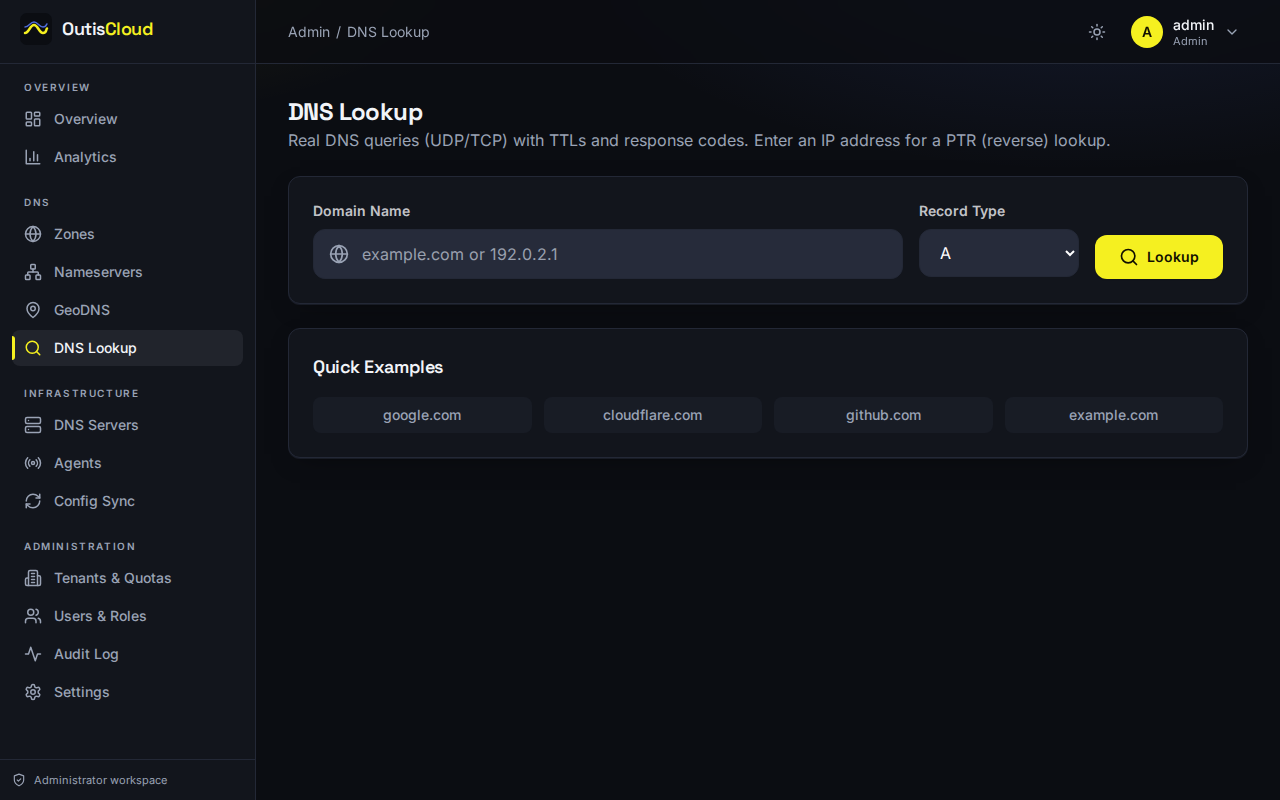 OutisCloud
OVERVIEW
Overview
Analytics
DNS
Zones
Nameservers
GeoDNS
DNS Lookup
INFRASTRUCTURE
DNS Servers
Agents
Config Sync
ADMINISTRATION
Tenants & Quotas
Users & Roles
Audit Log
Settings
Administrator workspace
Admin / DNS Lookup
A
admin
Admin
DNS Lookup
Real DNS queries (UDP/TCP) with TTLs and response codes. Enter an IP address for a PTR (reverse) lookup.
Domain Name
example.com or 192.0.2.1
Record Type
A
Lookup
Quick Examples
google.com
cloudflare.com
github.com
example.com